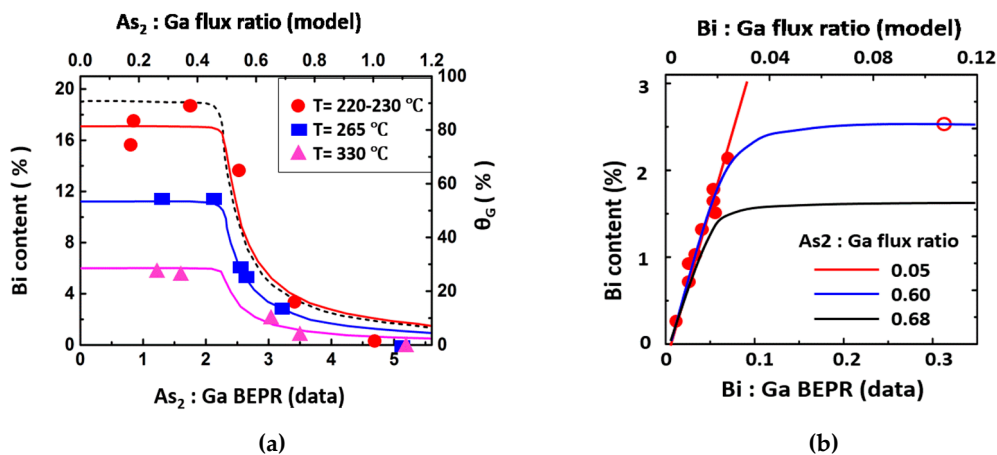 As₂ : Ga flux ratio (model)
0.0 0.2 0.4 0.6 0.8 1.0 1.2
20 16 12 8 4 0
Bi content ( % )
T= 220-230 ℃
T= 265 ℃
T= 330 ℃
100 80 60 40 20 0
θG ( % )
0 1 2 3 4 5
As₂ : Ga BEPR (data)
(a)
Bi : Ga flux ratio (model)
0 0.04 0.08 0.12
3 2 1 0
Bi content (%)
As2 : Ga flux ratio
0.05
0.60
0.68
0 0.1 0.2 0.3
Bi : Ga BEPR (data)
(b)